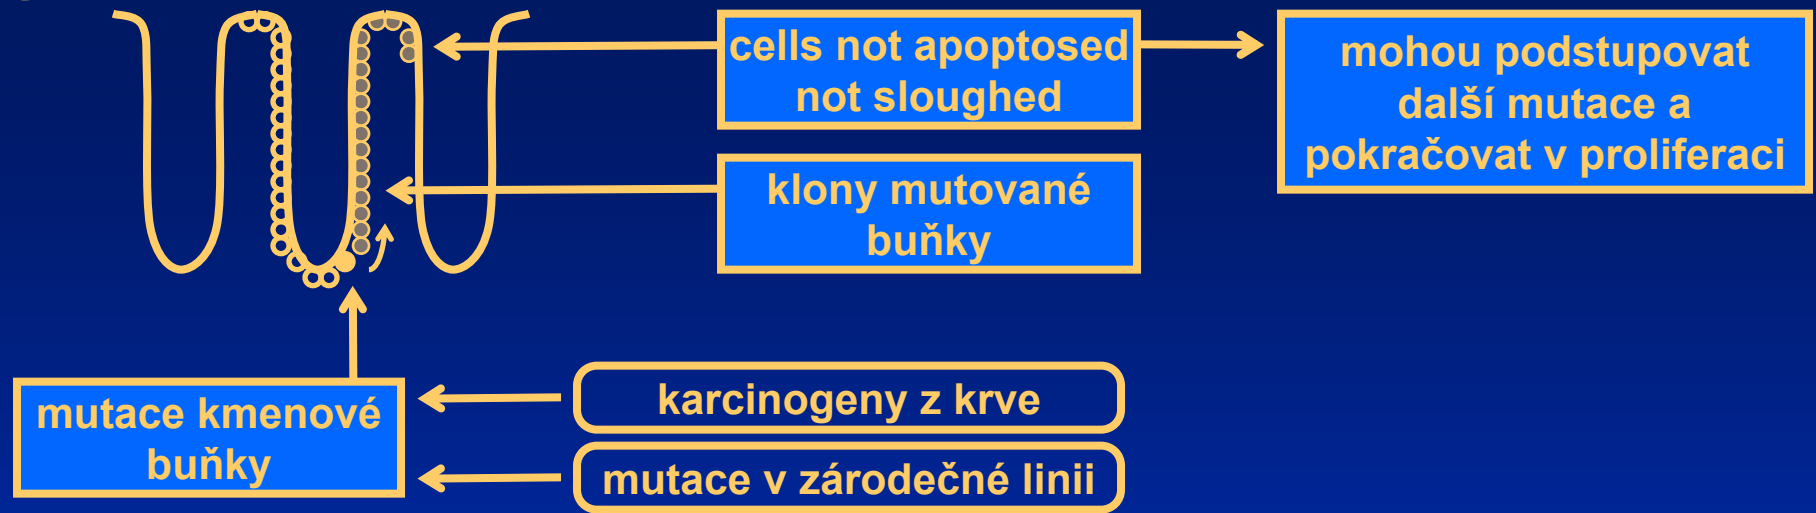 cells not apoptosed
not sloughed
mohou podstupovat
další mutace a
pokračovat v proliferaci
klony mutované
buňky
mutace kmenové
buňky
karcinogeny z krve
mutace v zárodečné linii